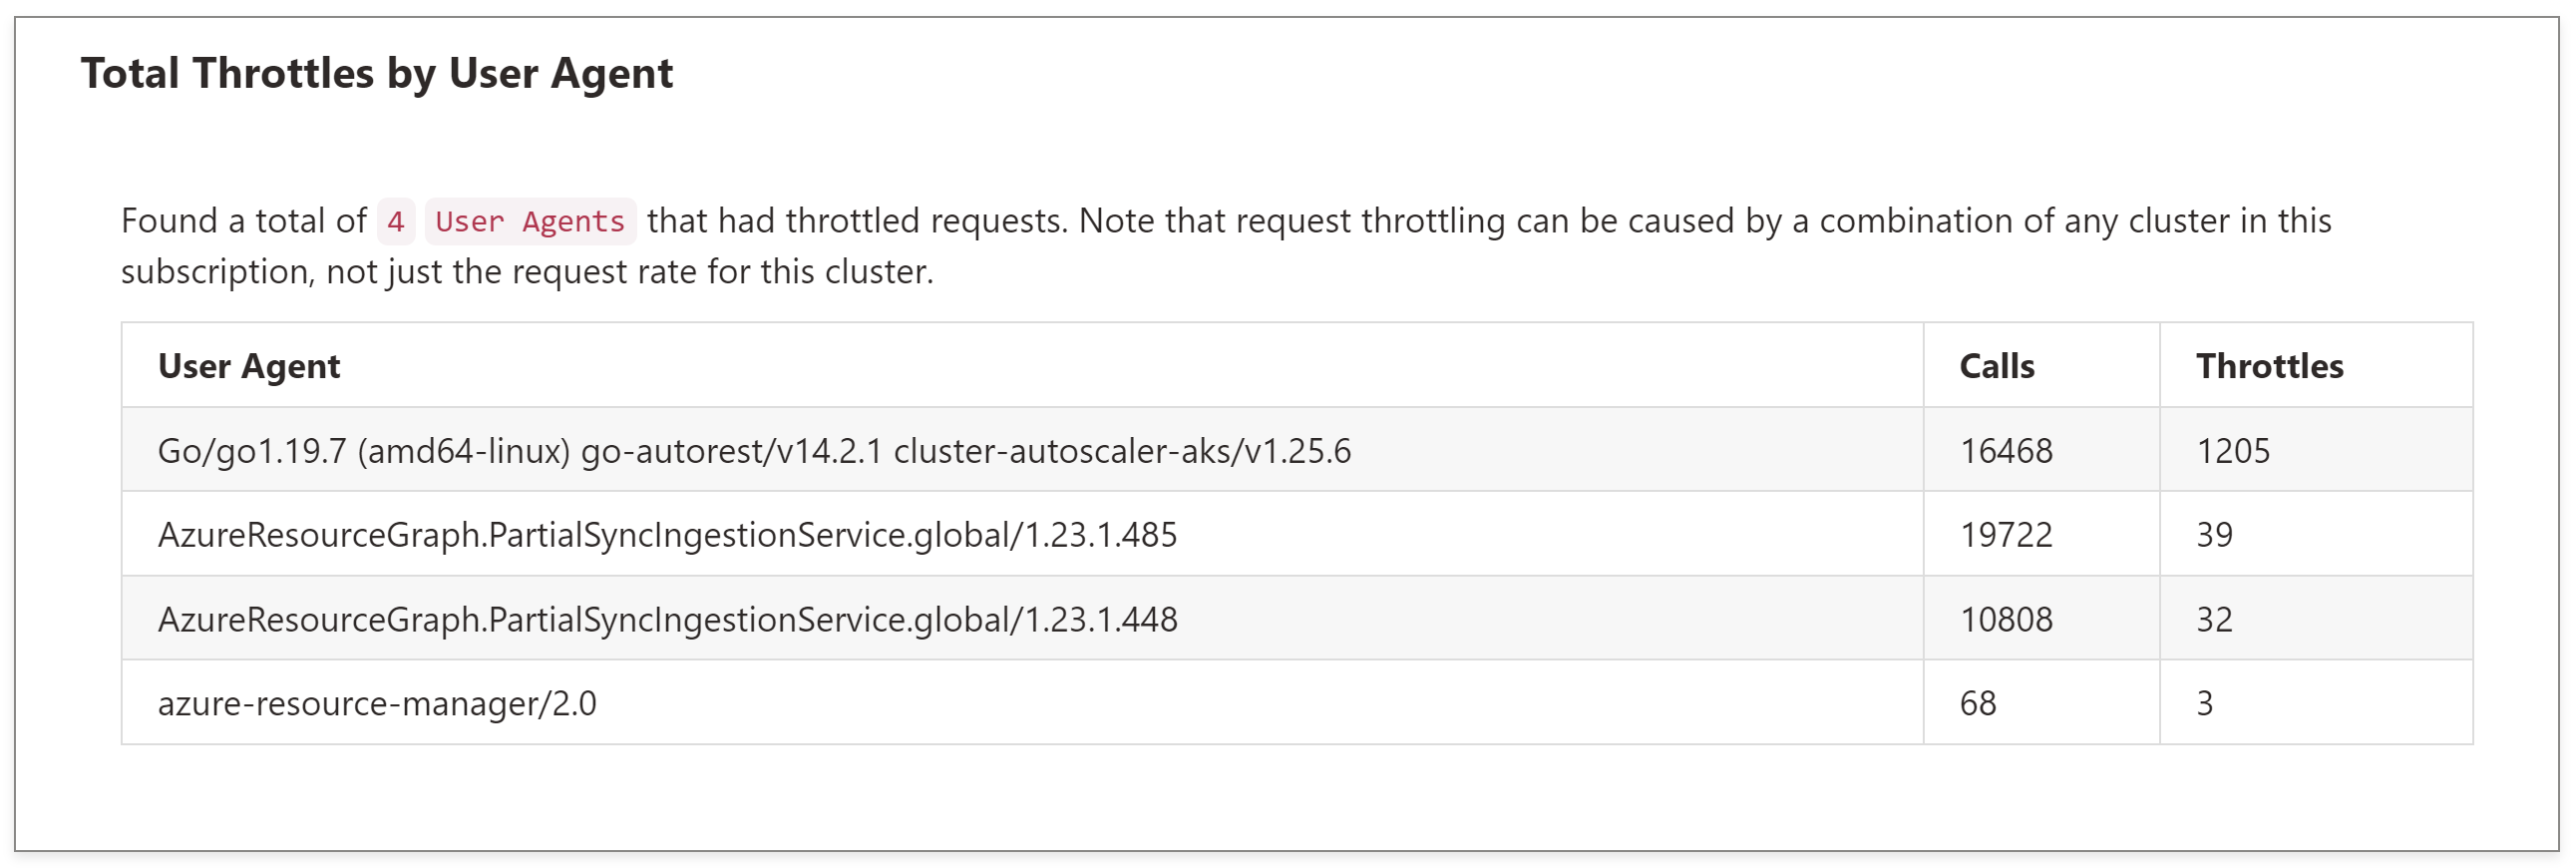 Total Throttles by User Agent
Found a total of 4 User Agents that had throttled requests. Note that request throttling can be caused by a combination of any cluster in this
subscription, not just the request rate for this cluster.
User Agent Calls Throttles
Go/go1.19.7 (amd64-linux) go-autorest/v14.2.1 cluster-autoscaler-aks/v1.25.6 16468 1205
AzureResourceGraph.PartialSyncIngestionService.global/1.23.1.485 19722 39
AzureResourceGraph.PartialSyncIngestionService.global/1.23.1.448 10808 32
azure-resource-manager/2.0 68 3